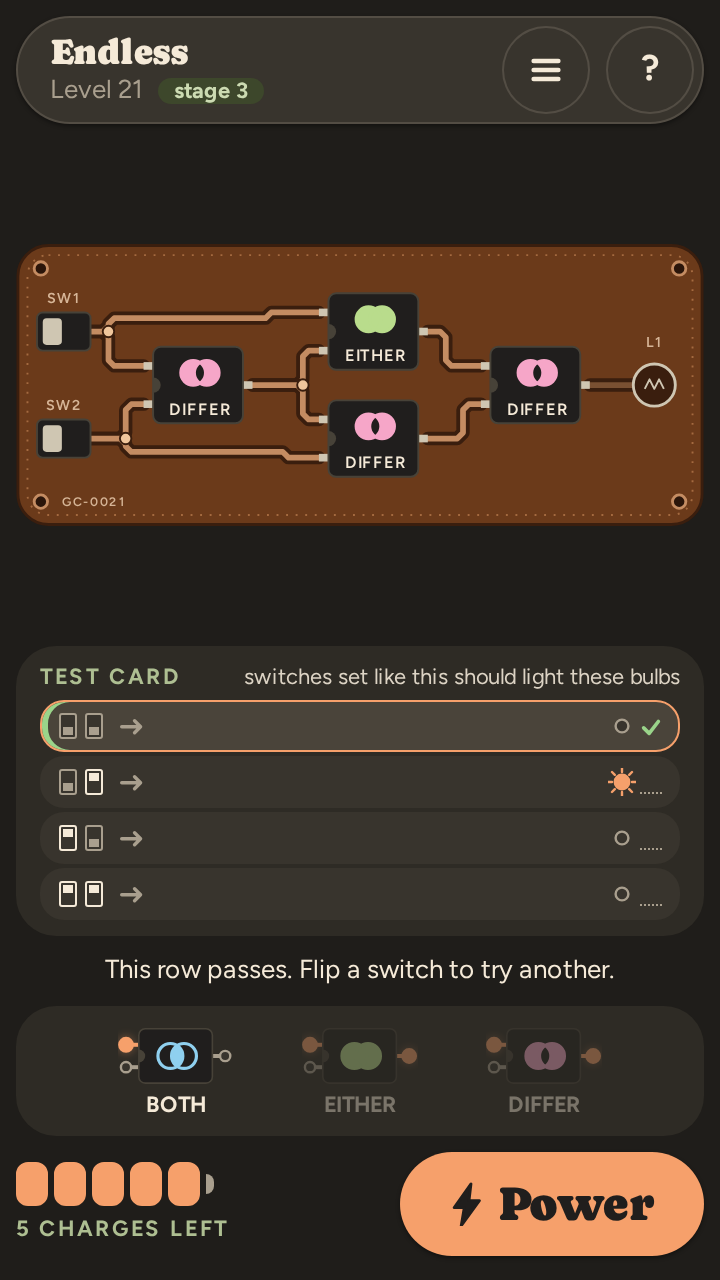 Endless
Level 21 stage 3
?
SW1
EITHER
L1
DIFFER
DIFFER
SW2
DIFFER
GC-0021
TEST CARD switches set like this should light these bulbs
This row passes. Flip a switch to try another.
BOTH EITHER DIFFER
5 CHARGES LEFT
Power